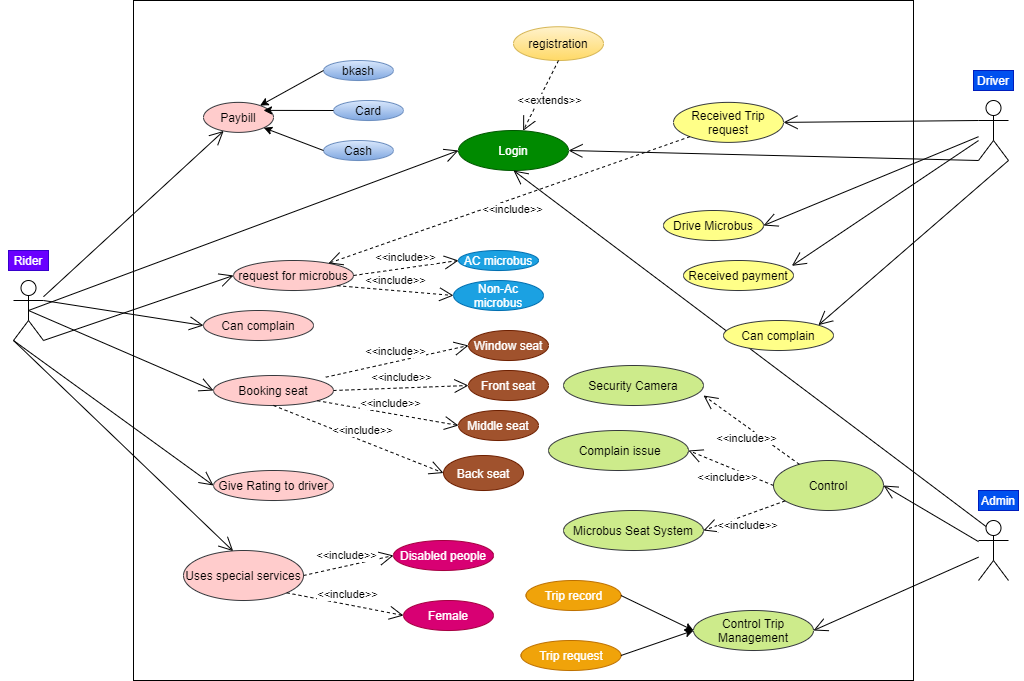 registration
bkash
Driver
<<extends>>
Card
Paybill
Received Trip
request
Cash
Login
<<include>>
Drive Microbus
Rider
<<include>>
AC microbus
request for microbus
<<include>>
Received payment
Non-Ac
microbus
Can complain
Can complain
Window seat
<<include>>
<<include>>
Front seat
Security Camera
Booking seat
<<include>>
Middle seat
<<include>>
<<include>>
Complain issue
Back seat
<<include>>
Give Rating to driver
Control
Admin
<<include>>
Microbus Seat System
<<include>>
Disabled people
Uses special services
<<include>>
Trip record
Female
Control Trip
Management
Trip request